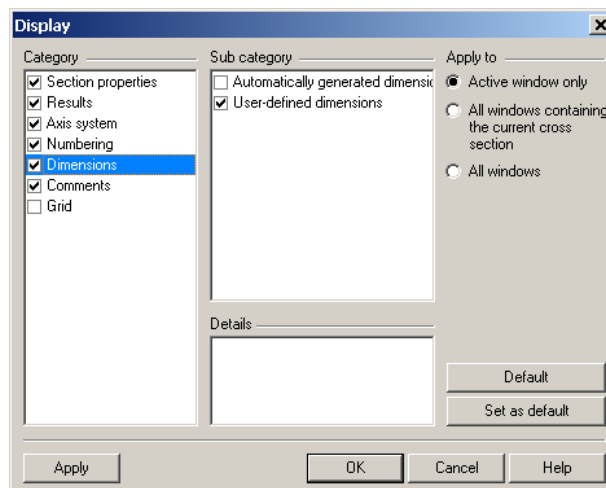 Display
Category
Section properties
Results
Axis system
Numbering
Dimensions
Comments
Grid
Sub category
Automatically generated dimensic
User-defined dimensions
Details
Apply to
Active window only
All windows containing
the current cross
section
All windows
Default
Set as default
Apply
OK
Cancel
Help